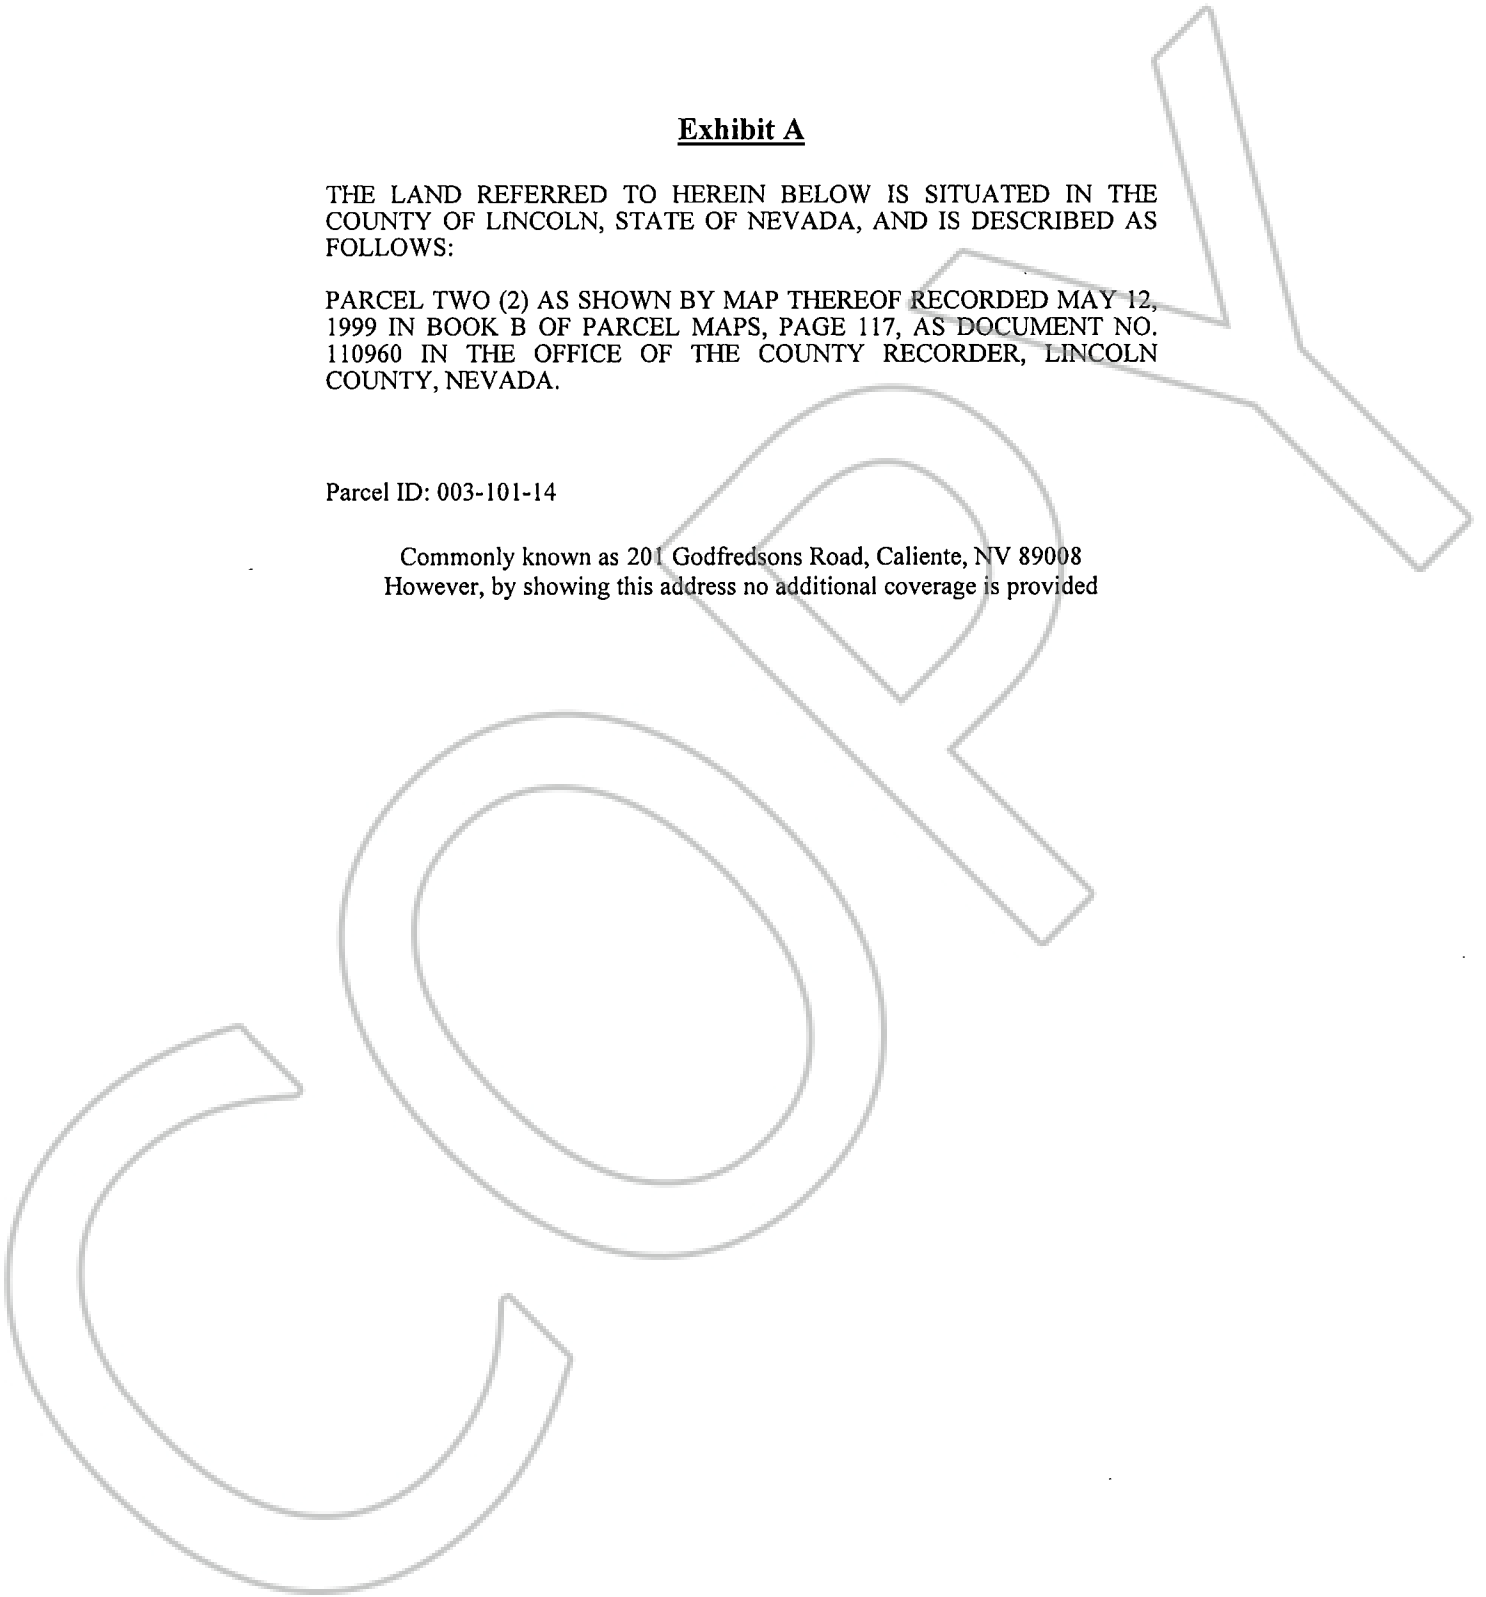 Exhibit A
THE LAND REFERRED TO HEREIN BELOW IS SITUATED IN THE
COUNTY OF LINCOLN, STATE OF NEVADA, AND IS DESCRIBED AS
FOLLOWS:
PARCEL TWO (2) AS SHOWN BY MAP THEREOF RECORDED MAY 12,
1999 IN BOOK B OF PARCEL MAPS, PAGE 117, AS DOCUMENT NO.
110960 IN THE OFFICE OF THE COUNTY RECORDER, LINCOLN
COUNTY, NEVADA.
Parcel ID: 003-101-14
Commonly known as 201 Godfredsons Road, Caliente, NV 89008
However, by showing this address no additional coverage is provided
COPY